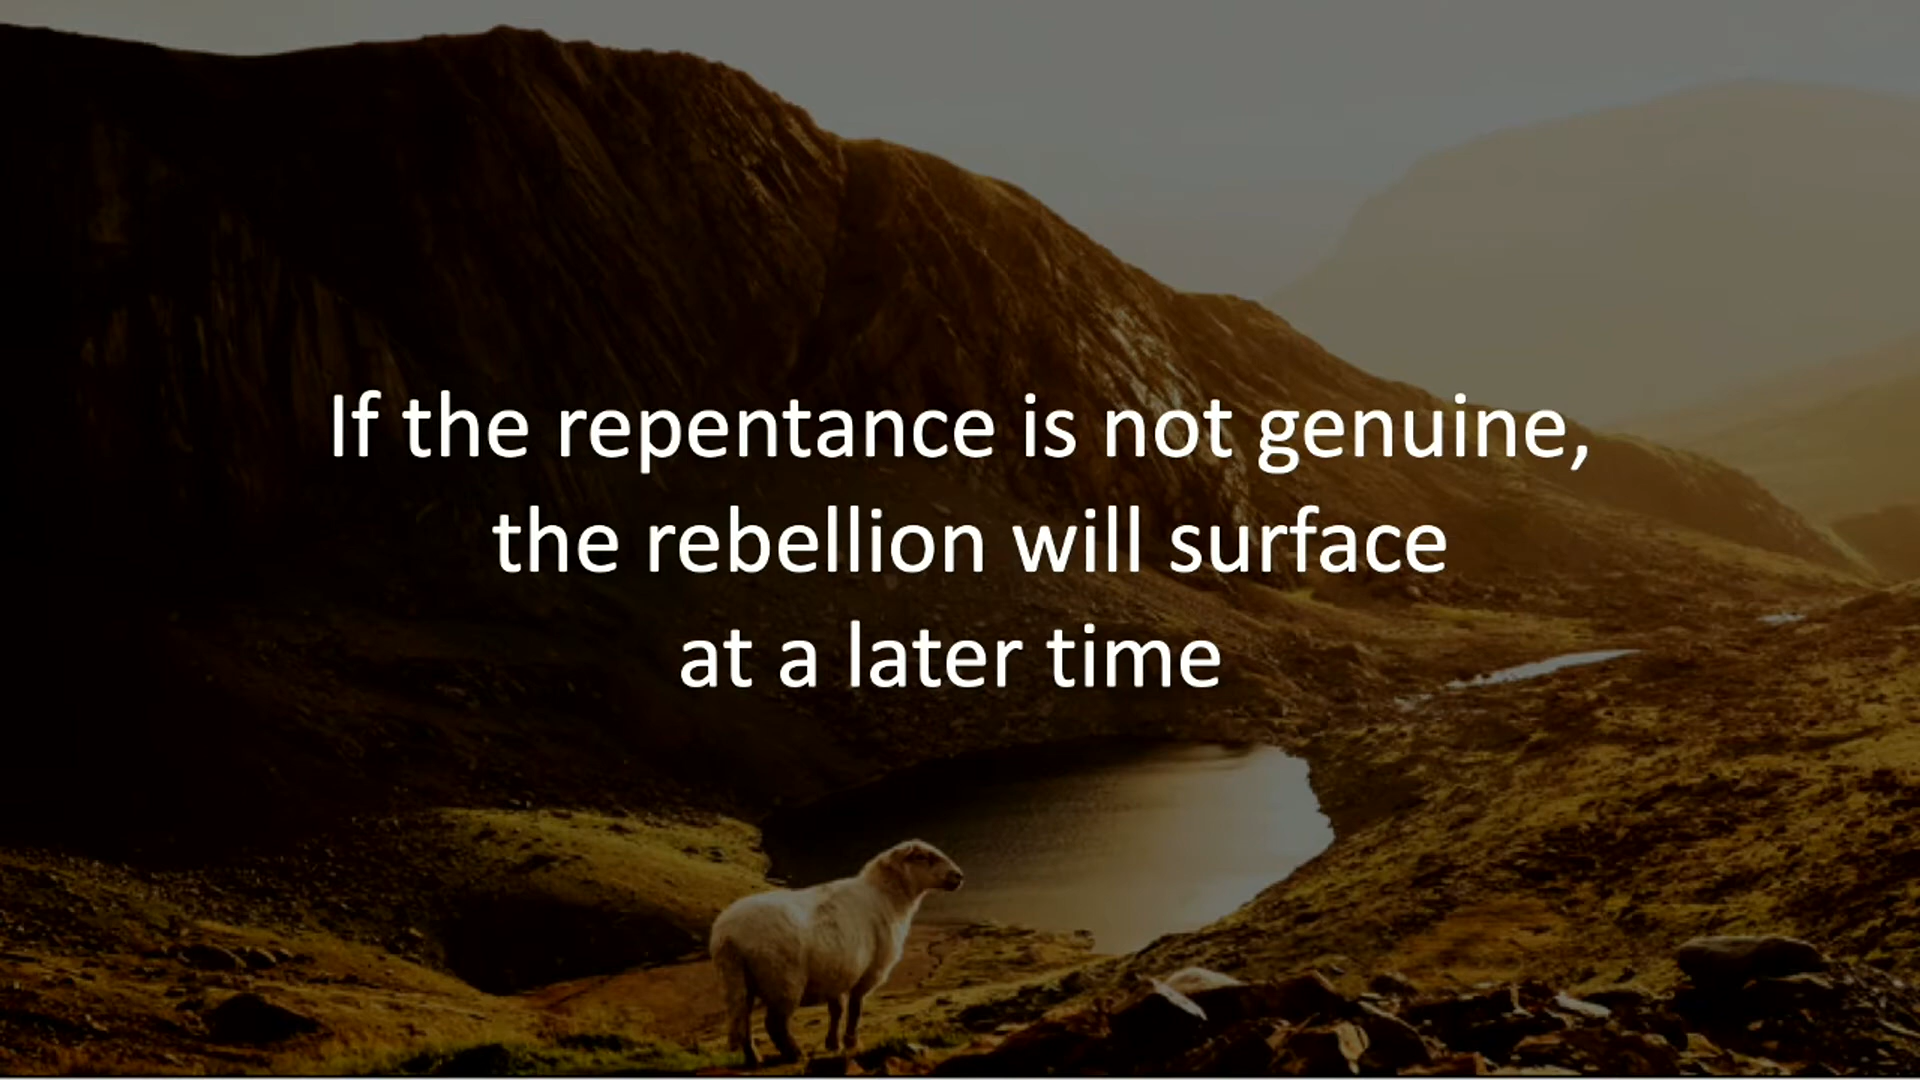 If the repentance is not genuine,
the rebellion will surface
at a later time